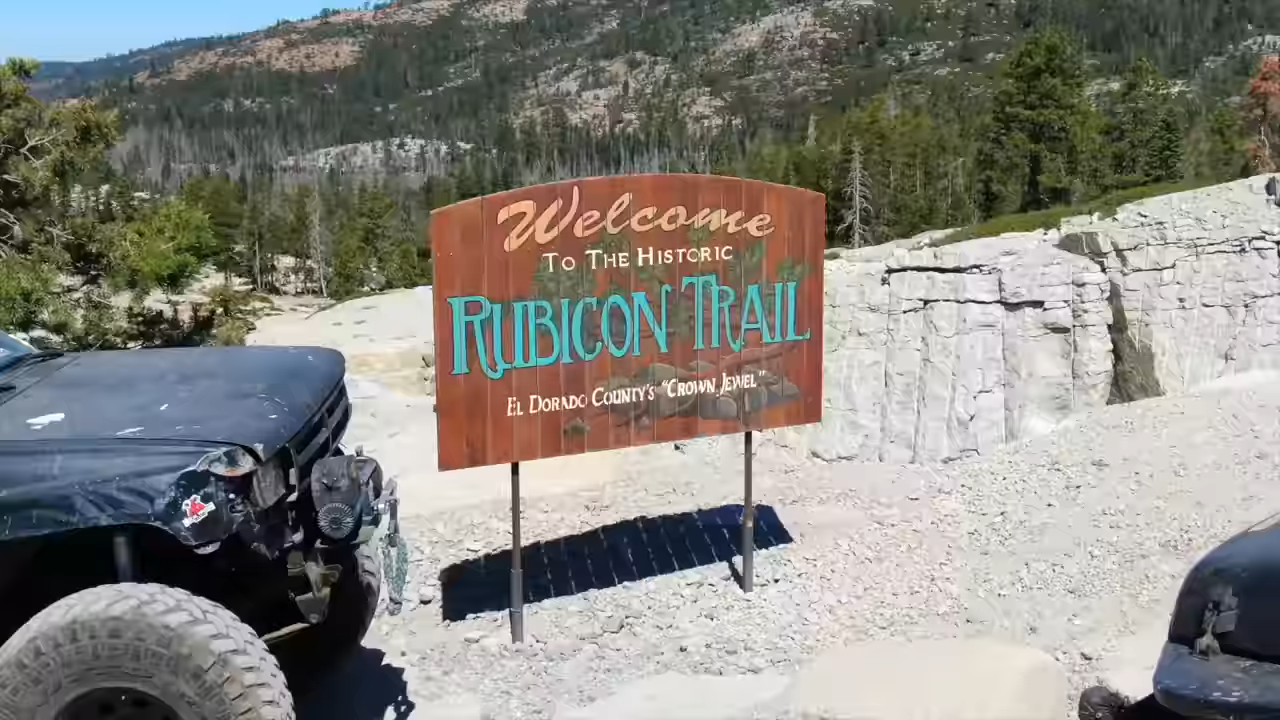 Welcome
To The Historic
Rubicon Trail
El Dorado County's "Crown Jewel"